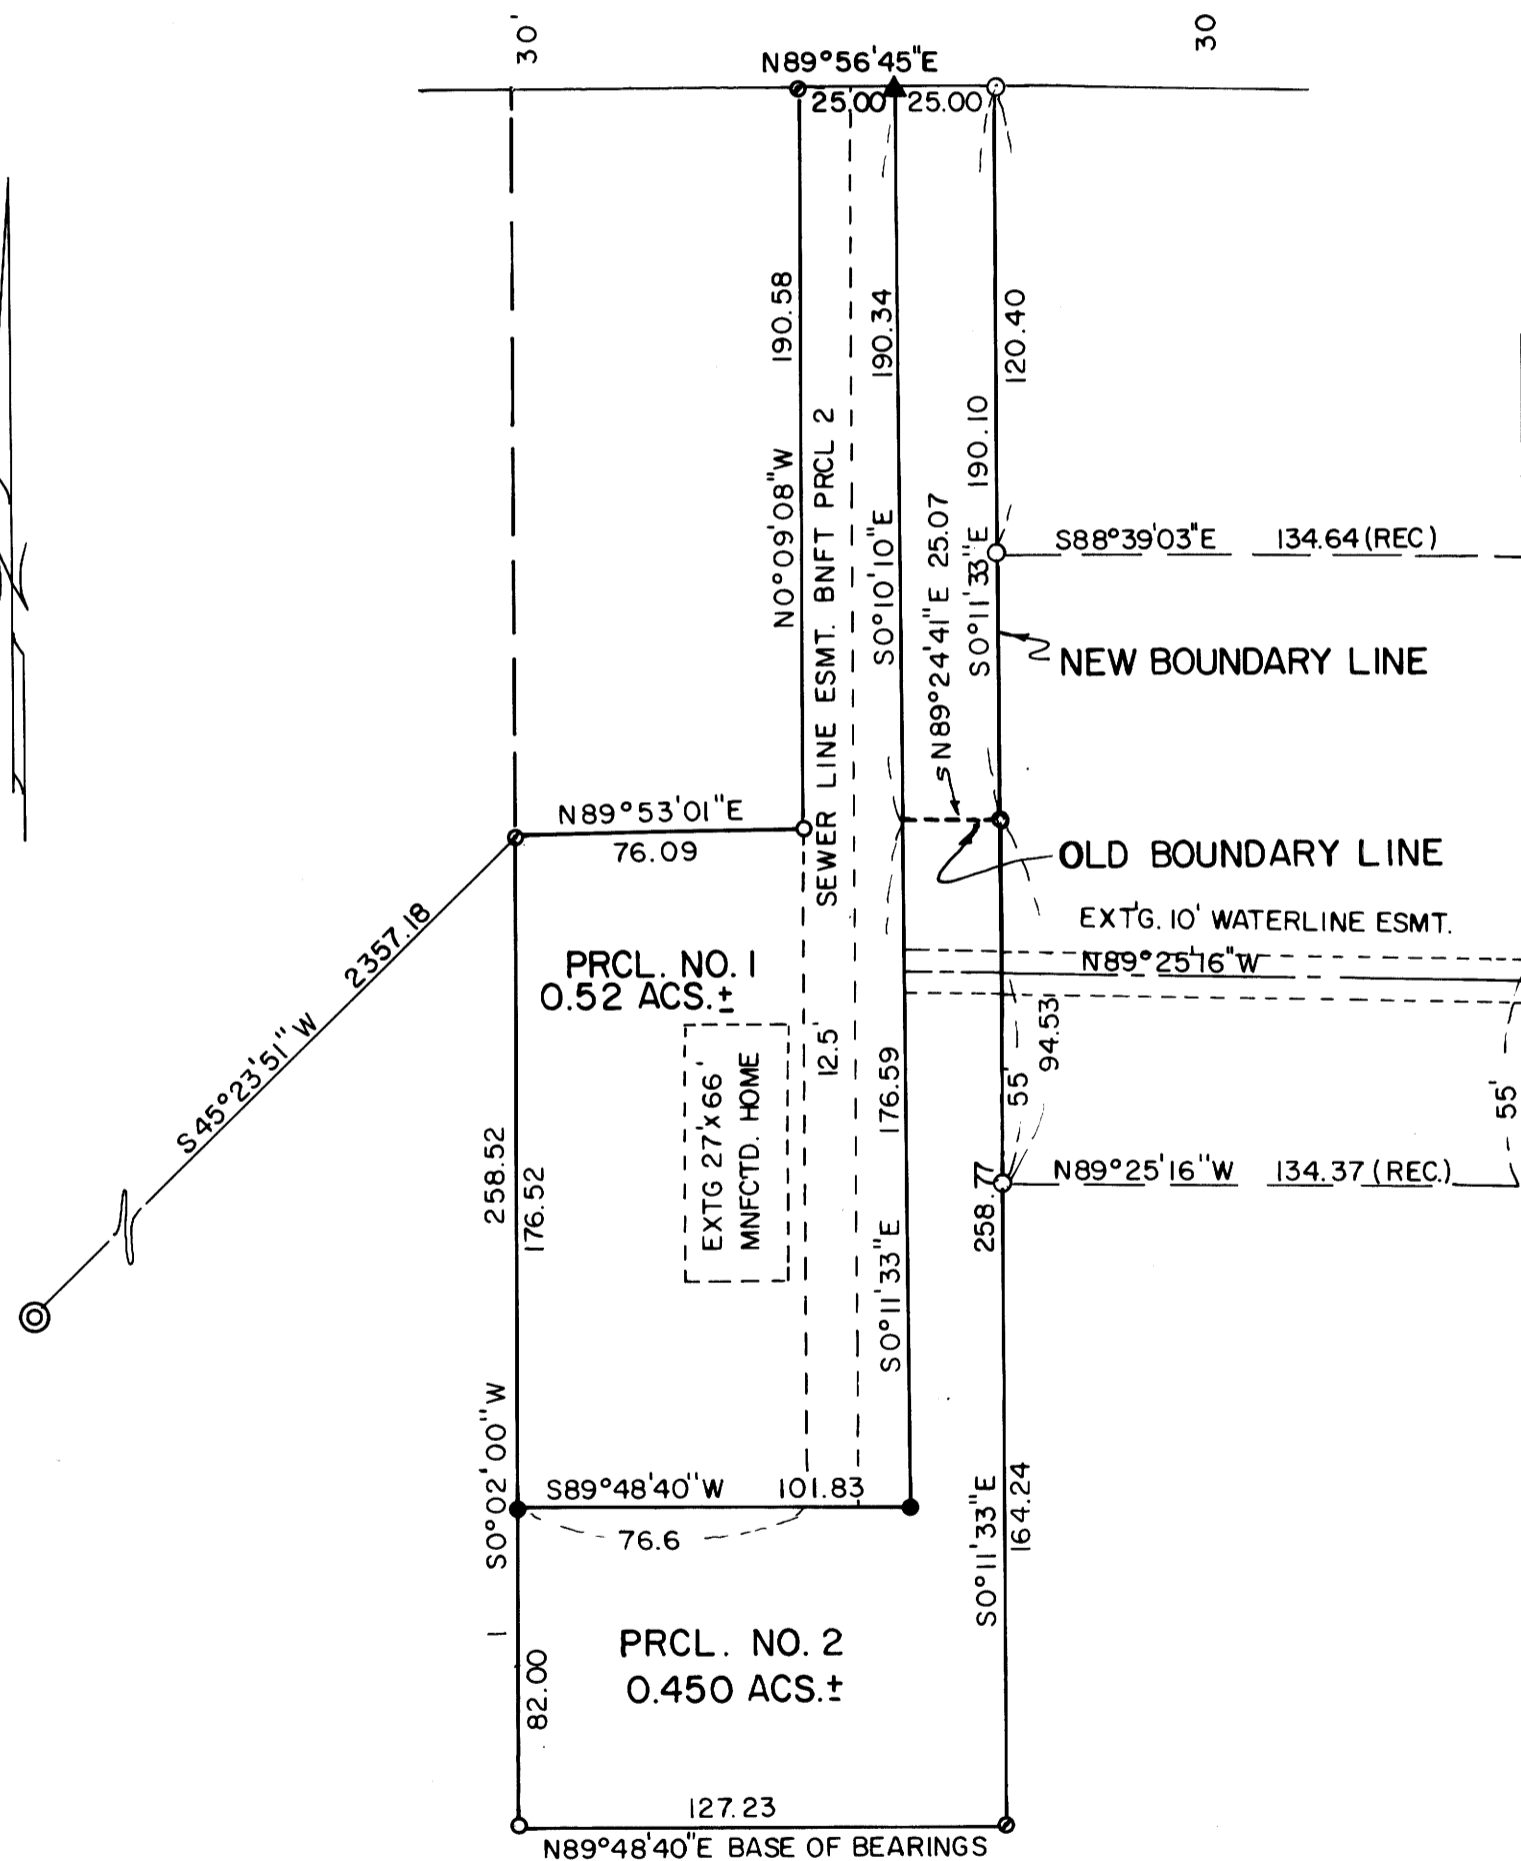 30'
30
N89°56'45"E
25.00 25.00
190.58
190.34
120.40
N0°09'08"W
SEWER LINE ESMT. BNFT PRCL 2
S0°10'10"E
N89°24'41"E 25.07
S0°11'33"E 190.10
S88°39'03"E 134.64 (REC)
NEW BOUNDARY LINE
N89°53'01"E
76.09
OLD BOUNDARY LINE
EXT'G. 10' WATERLINE ESMT.
N89°25'16"W
2357.18
S45°23'51"W
PRCL. NO. 1
0.52 ACS.±
12.5'
EXTG 27'X66'
MNFCTD. HOME
176.59
S0°11'33"E
55'
94.53
55'
258.52
176.52
258.77
N89°25'16"W 134.37 (REC.)
S0°02'00"W
S89°48'40"W 101.83
76.6
S0°11'33"E
164.24
PRCL. NO. 2
0.450 ACS.±
82.00
127.23
N89°48'40"E BASE OF BEARINGS